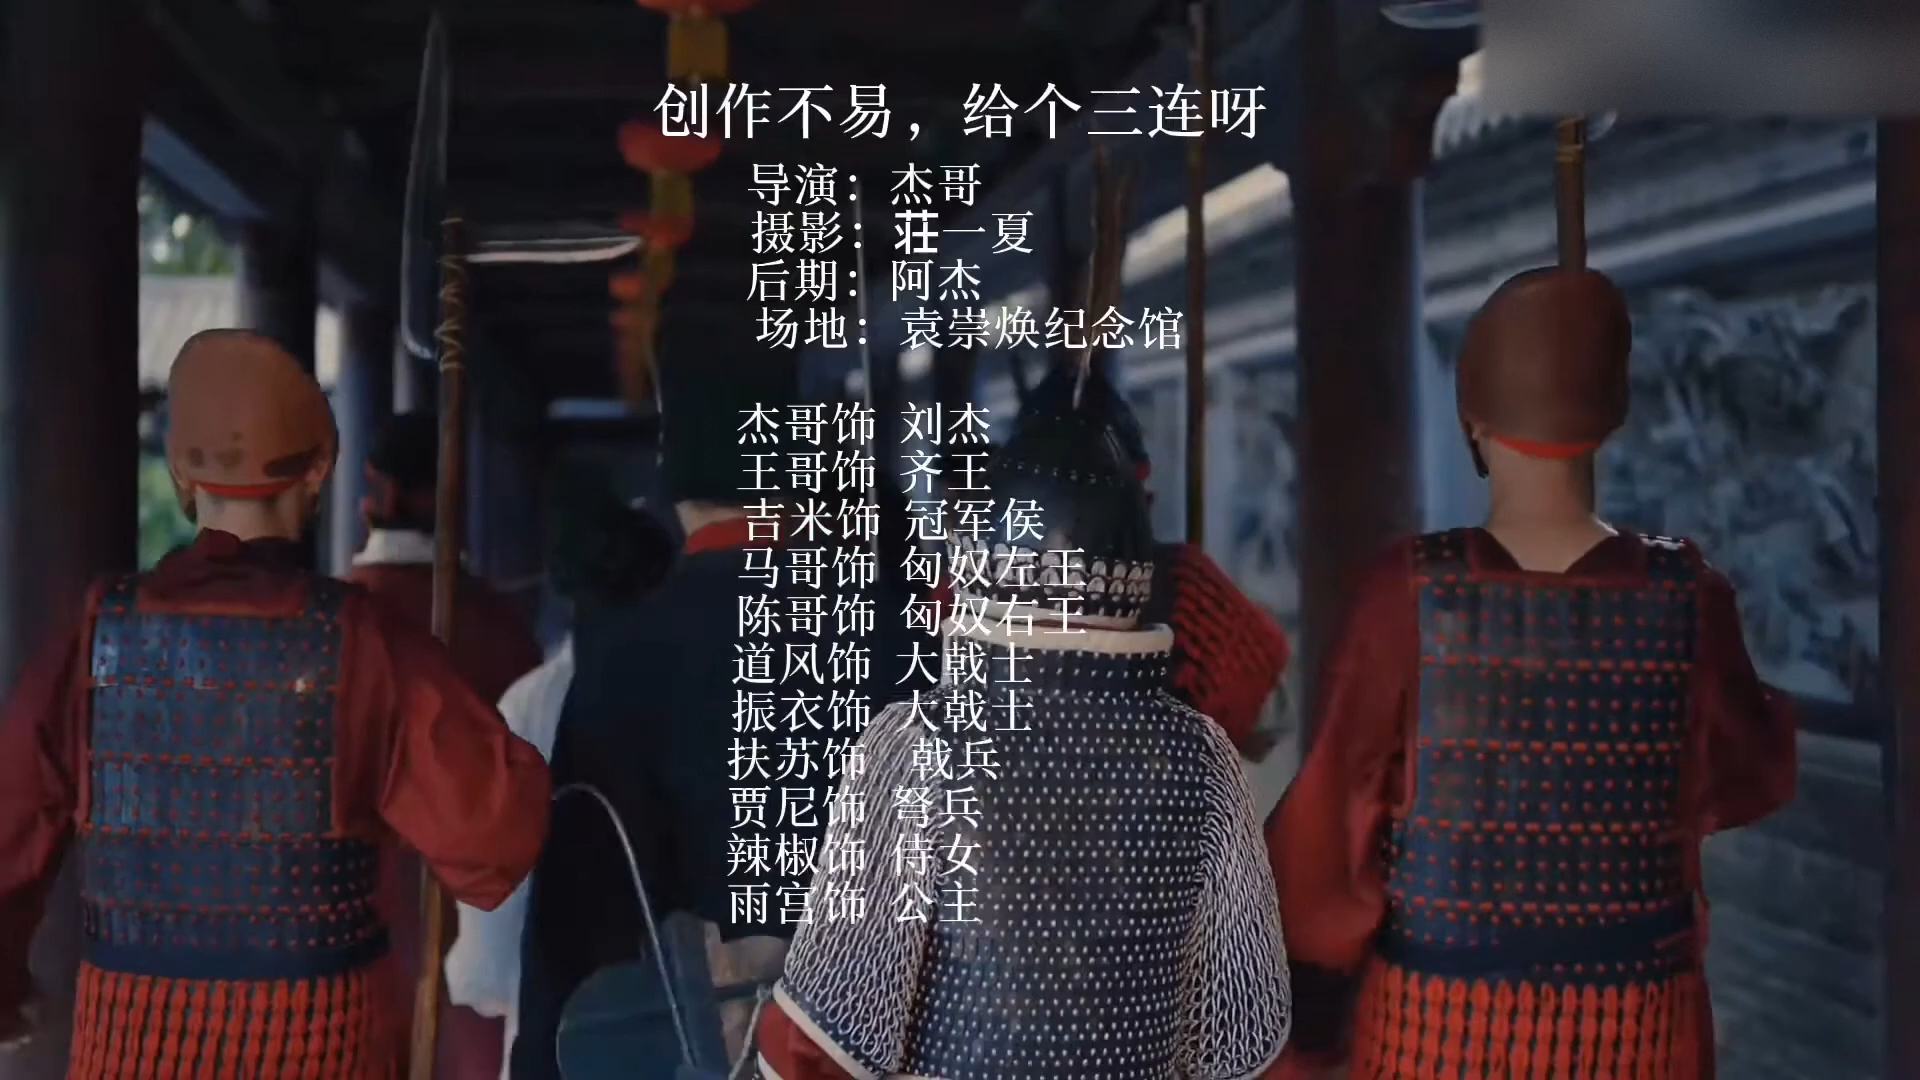 创作不易，给个三连呀
导演：杰哥
摄影：荘一夏
后期：阿杰
场地：袁崇焕纪念馆
杰哥饰 刘杰
王哥饰 齐王
吉米饰 冠军侯
马哥饰 匈奴左王
陈哥饰 匈奴右王
道风饰 大戟士
振衣饰 大戟士
扶苏饰 戟兵
贾尼饰 弩兵
辣椒饰 侍女
雨宫饰 公主